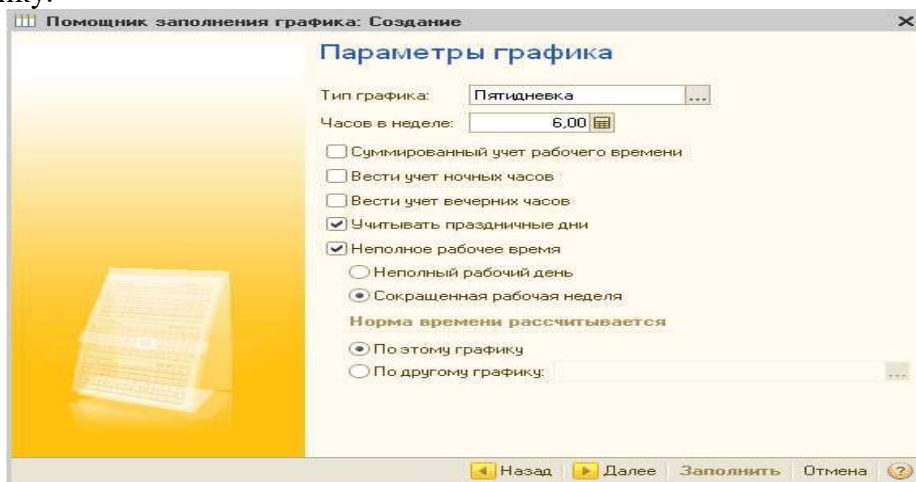 нику.
Помощник заполнения графика: Создание
Параметры графика
Тип графика: Пятидневка ...
Часов в неделе: 6,00
Суммированный учет рабочего времени
Вести учет ночных часов
Вести учет вечерних часов
Учитывать праздничные дни
Неполное рабочее время
Неполный рабочий день
Сокращенная рабочая неделя
Норма времени рассчитывается
По этому графику
По другому графику: ...
Назад Далее Заполнить Отмена ?